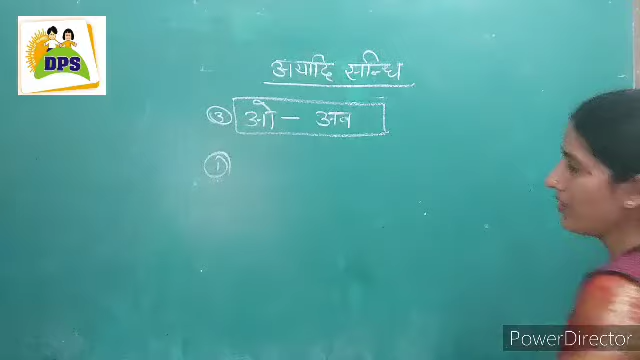 DPS
अयादि सन्धि
③ ओ – अव
①
PowerDirector